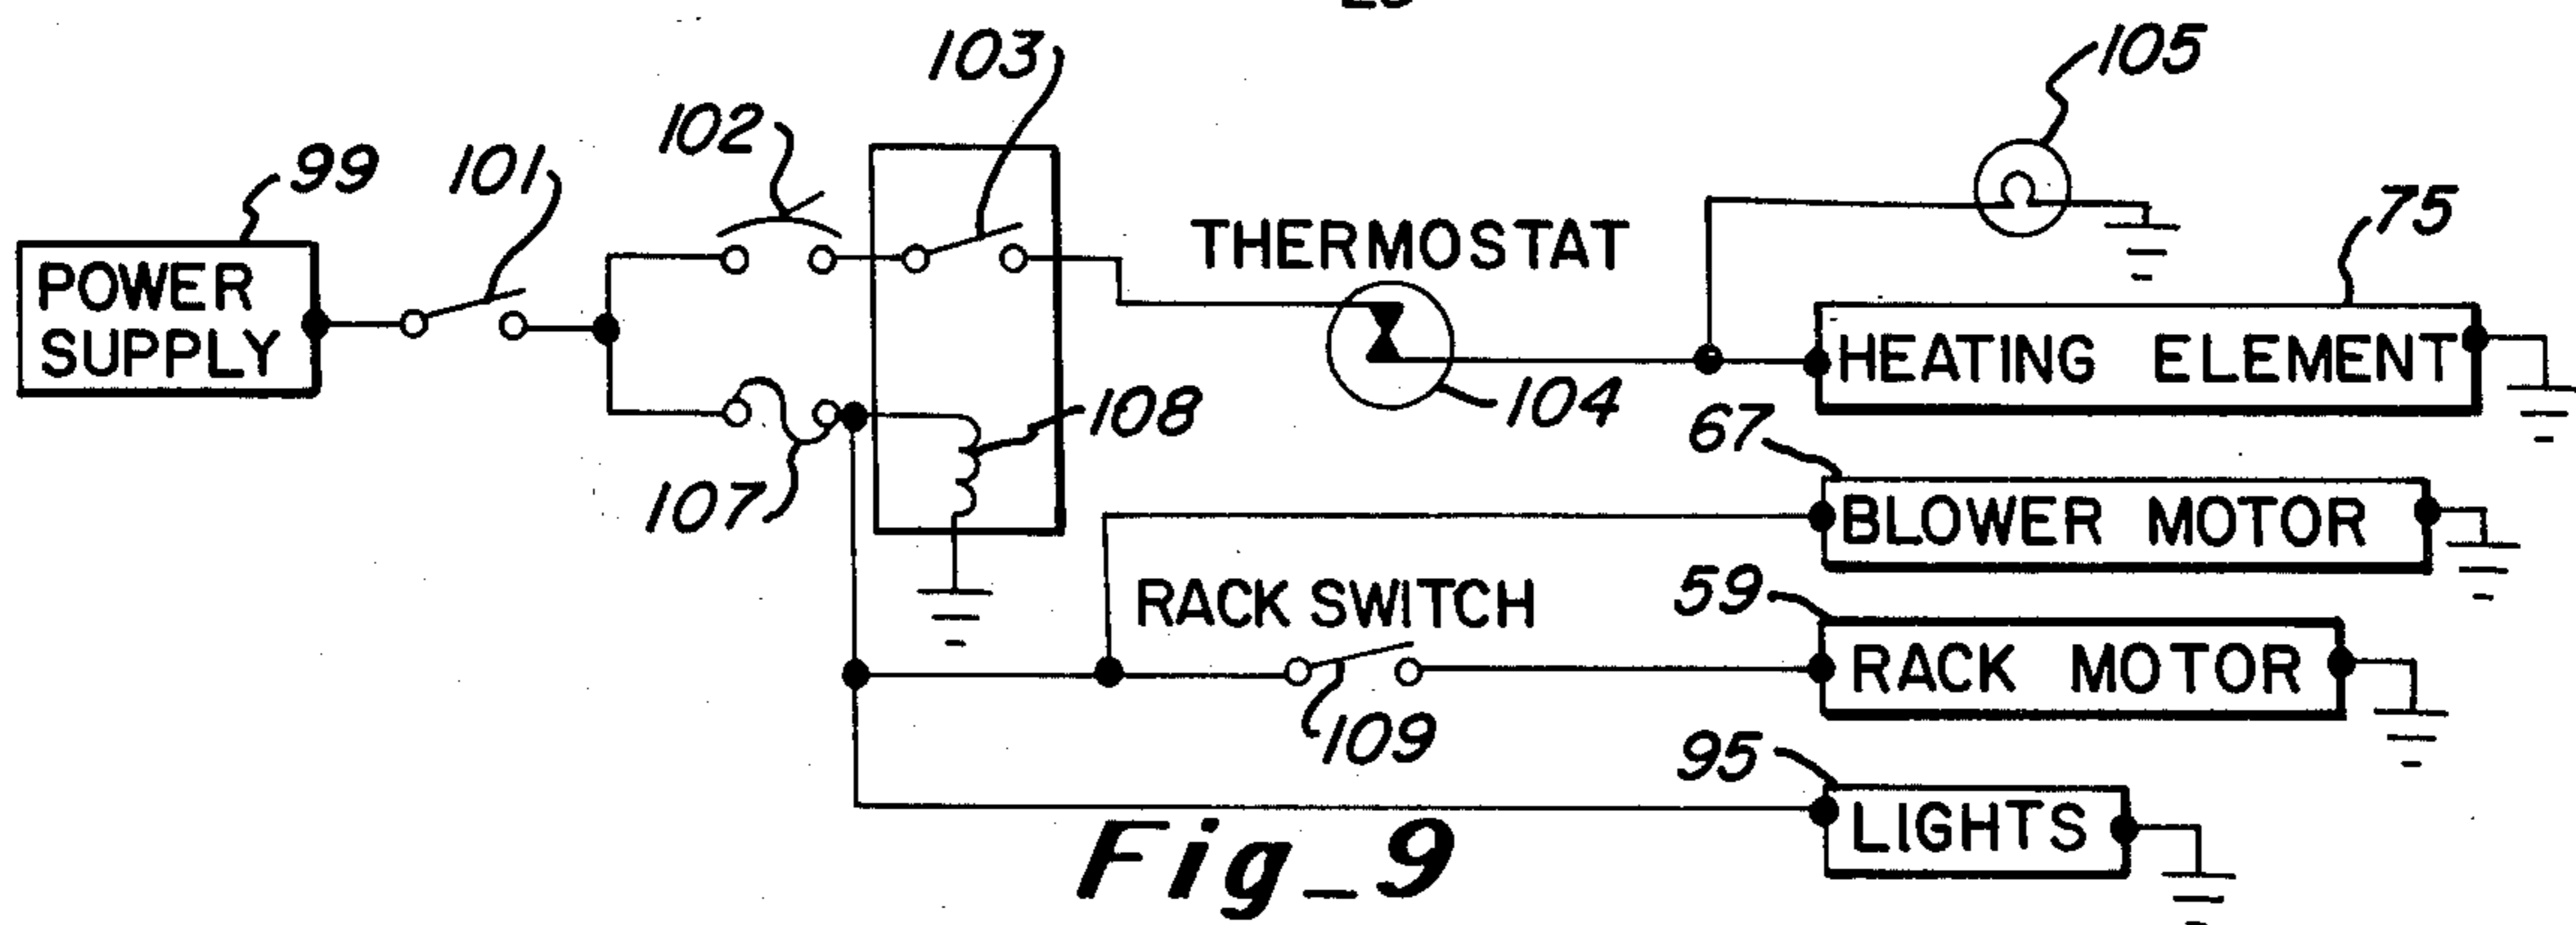 103
105
102
99
101
POWER
SUPPLY
THERMOSTAT
75
HEATING ELEMENT
104
108
107
67
BLOWER MOTOR
RACK SWITCH
59
RACK MOTOR
109
95
LIGHTS
Fig_9